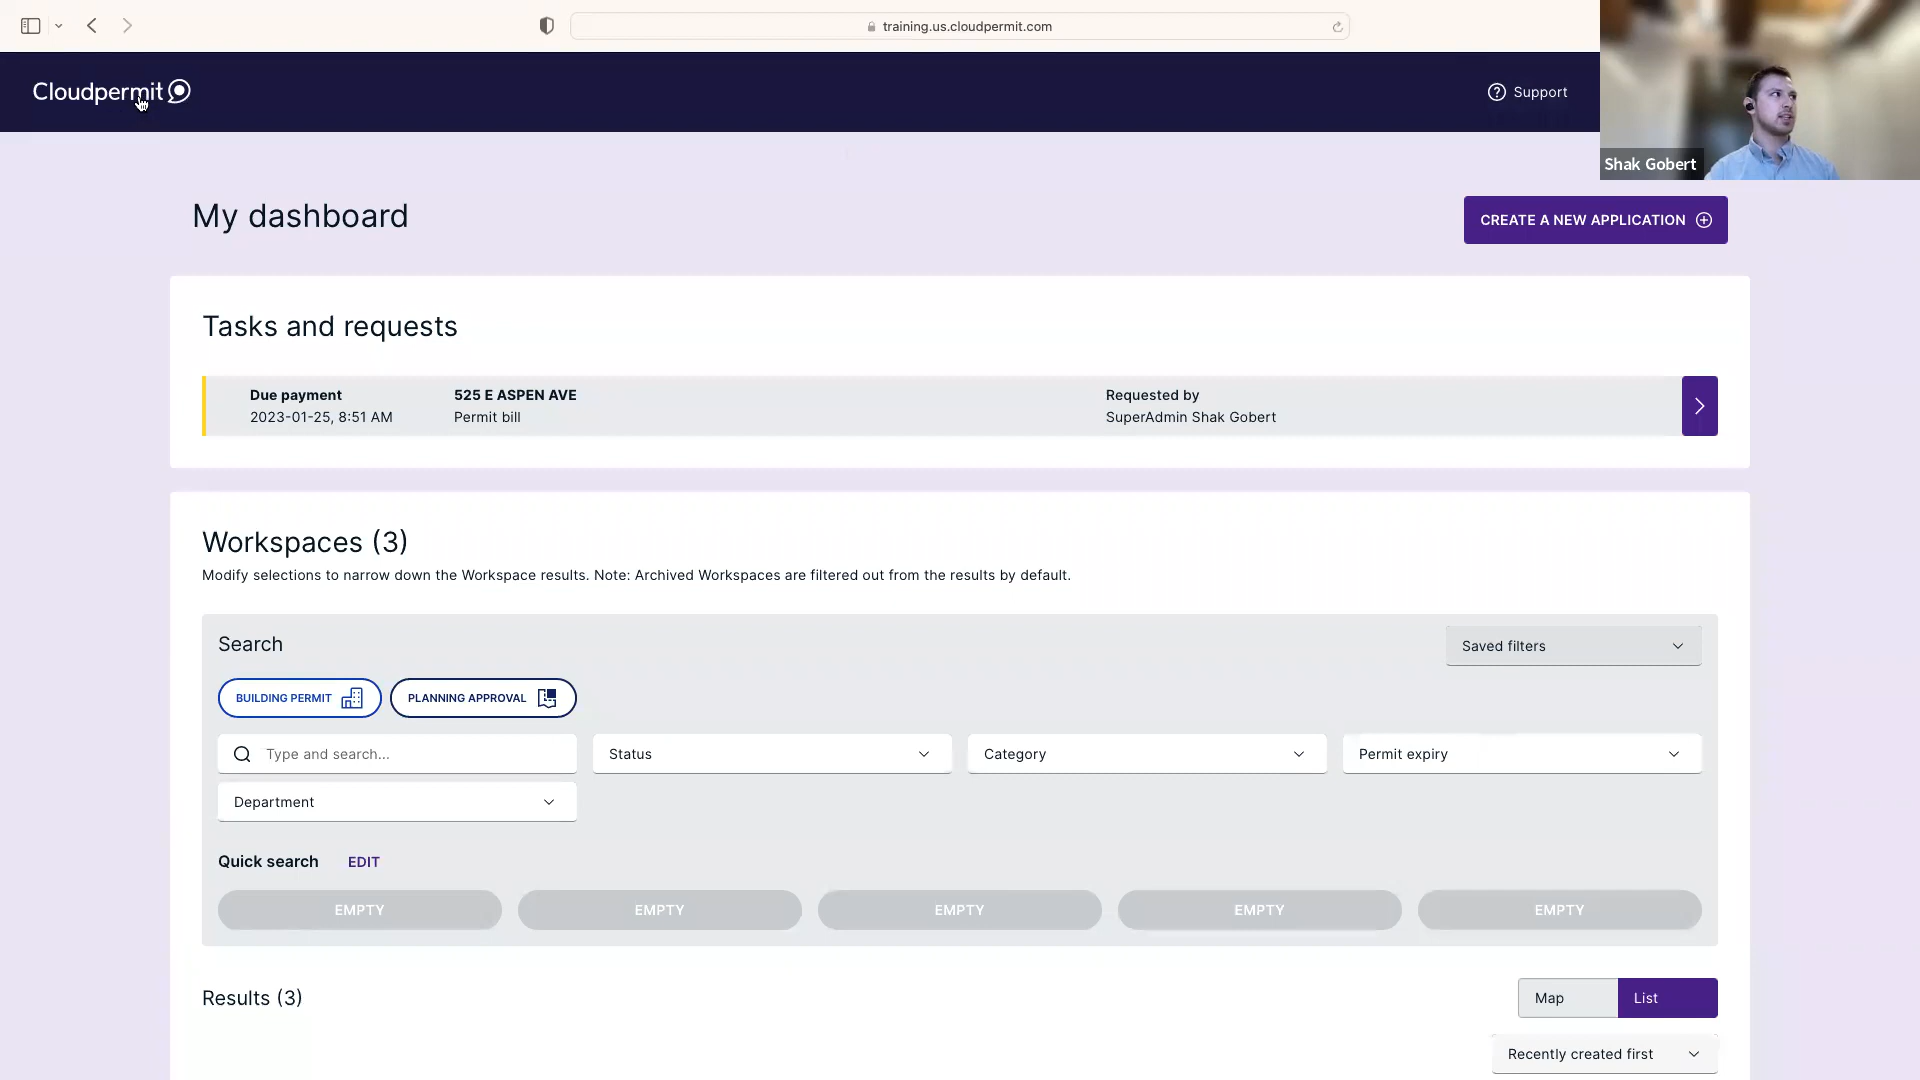 training.us.cloudpermit.com
Cloudpermit
Support
Shak Gobert
My dashboard
CREATE A NEW APPLICATION
Tasks and requests
Due payment
2023-01-25, 8:51 AM
525 E ASPEN AVE
Permit bill
Requested by
SuperAdmin Shak Gobert
Workspaces (3)
Modify selections to narrow down the Workspace results. Note: Archived Workspaces are filtered out from the results by default.
Search
Saved filters
BUILDING PERMIT
PLANNING APPROVAL
Type and search...
Status
Category
Permit expiry
Department
Quick search
EDIT
EMPTY
EMPTY
EMPTY
EMPTY
EMPTY
Results (3)
Map
List
Recently created first